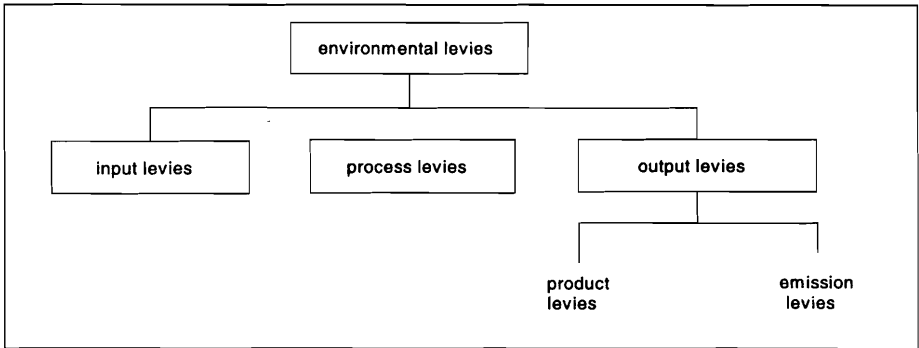 environmental levies
input levies
process levies
output levies
product
levies
emission
levies